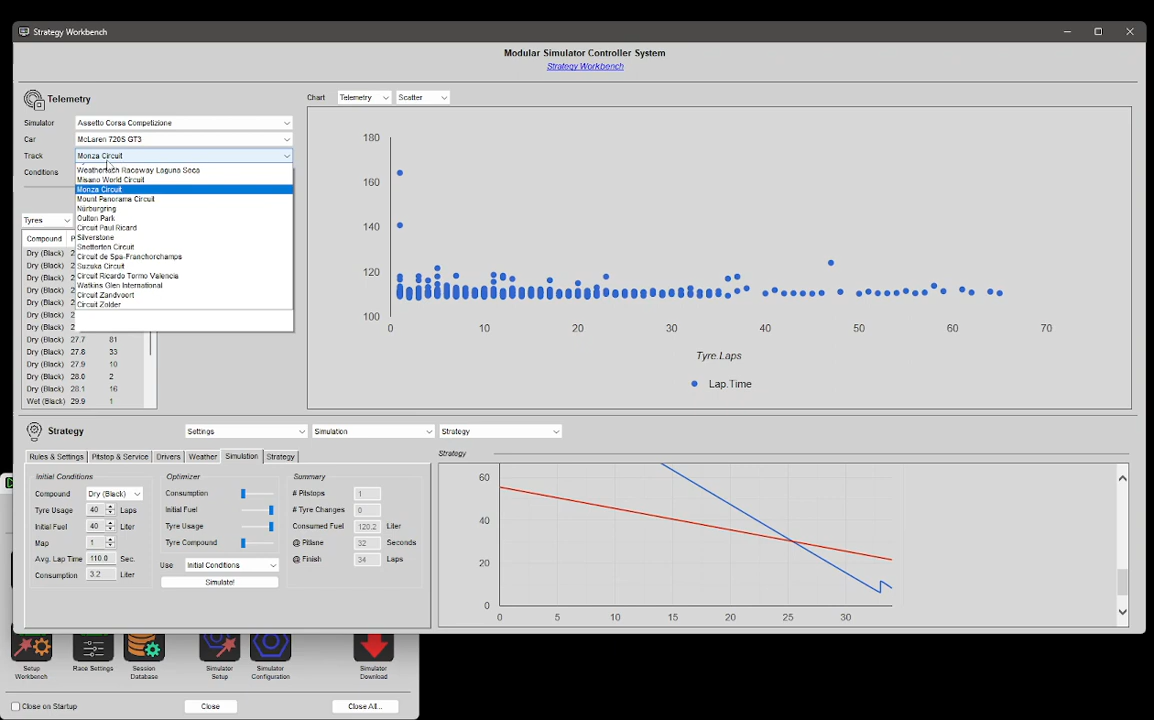 Strategy Workbench
Modular Simulator Controller System
Strategy Workbench
Telemetry
Chart Telemetry Scatter
Simulator Assetto Corsa Competizione
Car McLaren 720S GT3
Track Monza Circuit
Conditions
Weathertech Raceway Laguna Seca
Misano World Circuit
Monza Circuit
Mount Panorama Circuit
Nürburgring
Oulton Park
Circuit Paul Ricard
Silverstone
Snetterton Circuit
Circuit de Spa-Franchorchamps
Suzuka Circuit
Circuit Ricardo Tormo Valencia
Watkins Glen International
Circuit Zandvoort
Circuit Zolder
Tyres
Compound P
Dry (Black) 2
Dry (Black) 2
Dry (Black) 2
Dry (Black) 2
Dry (Black) 2
Dry (Black) 2
Dry (Black) 2
Dry (Black) 27.7 81
Dry (Black) 27.8 33
Dry (Black) 27.9 10
Dry (Black) 28.0 2
Dry (Black) 28.1 16
Wet (Black) 29.9 1
180
160
140
120
100
0 10 20 30 40 50 60 70
Tyre.Laps
Lap.Time
Strategy Settings Simulation Strategy
Rules & Settings Pitstop & Service Drivers Weather Simulation Strategy
Initial Conditions
Compound Dry (Black)
Tyre Usage 40 Laps
Initial Fuel 40 Liter
Map 1
Avg. Lap Time 110.0 Sec.
Consumption 3.2 Liter
Optimizer
Consumption
Initial Fuel
Tyre Usage
Tyre Compound
Use Initial Conditions
Simulate!
Summary
# Pitstops 1
# Tyre Changes 0
Consumed Fuel 120.2 Liter
@ Pitlane 32 Seconds
@ Finish 34 Laps
Strategy
60
40
20
0
0 5 10 15 20 25 30
Setup
Workbench
Race Settings
Session
Database
Simulator
Setup
Simulator
Configuration
Simulator
Download
Close on Startup Close Close All...